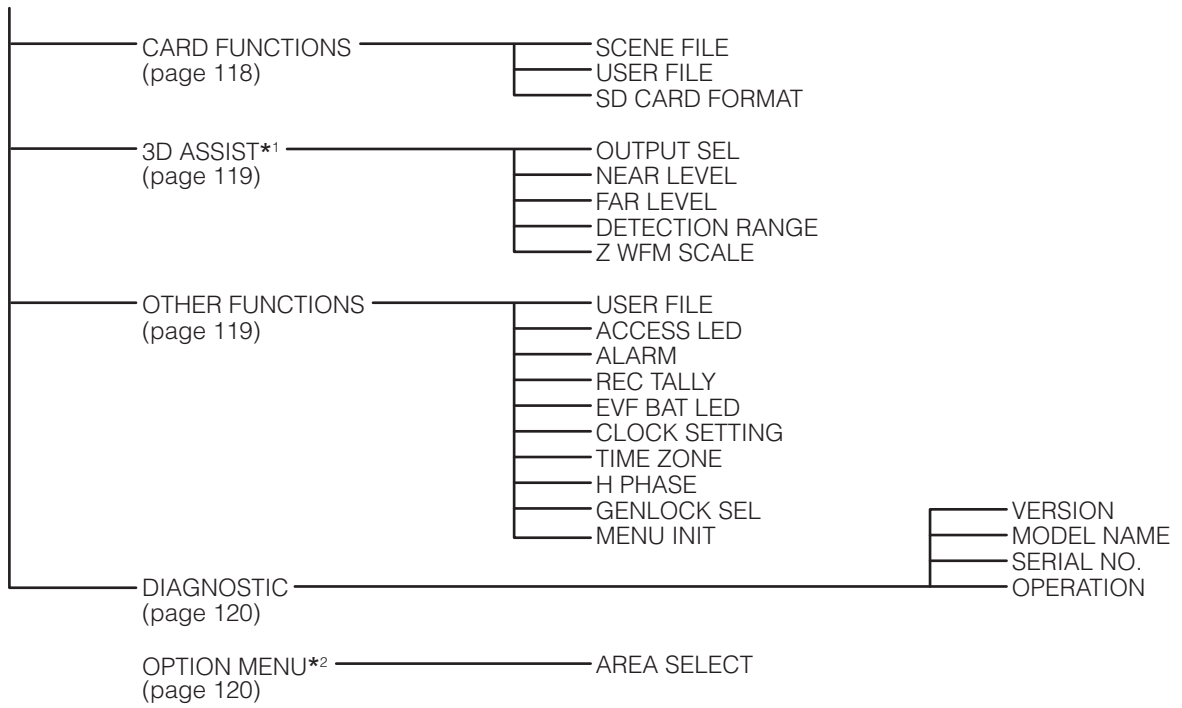 CARD FUNCTIONS
(page 118)
SCENE FILE
USER FILE
SD CARD FORMAT
3D ASSIST*1
(page 119)
OUTPUT SEL
NEAR LEVEL
FAR LEVEL
DETECTION RANGE
Z WFM SCALE
OTHER FUNCTIONS
(page 119)
USER FILE
ACCESS LED
ALARM
REC TALLY
EVF BAT LED
CLOCK SETTING
TIME ZONE
H PHASE
GENLOCK SEL
MENU INIT
DIAGNOSTIC
(page 120)
VERSION
MODEL NAME
SERIAL NO.
OPERATION
OPTION MENU*2
(page 120)
AREA SELECT